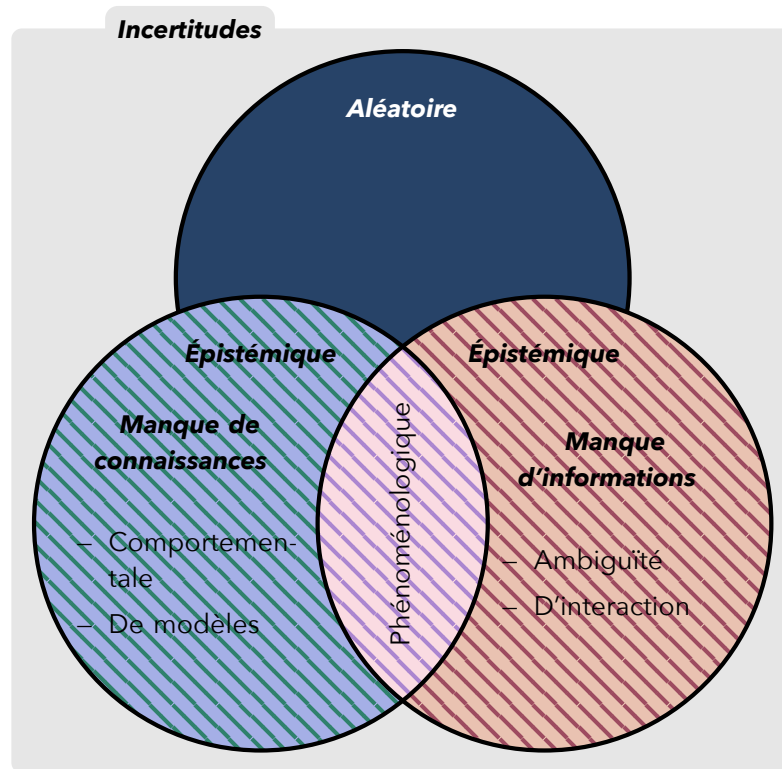 Incertitudes
Aléatoire
Épistémique
Manque de
connaissances
– Comportemen-
tale
– De modèles
Phénoménologique
Épistémique
Manque
d’informations
– Ambiguïté
– D’interaction